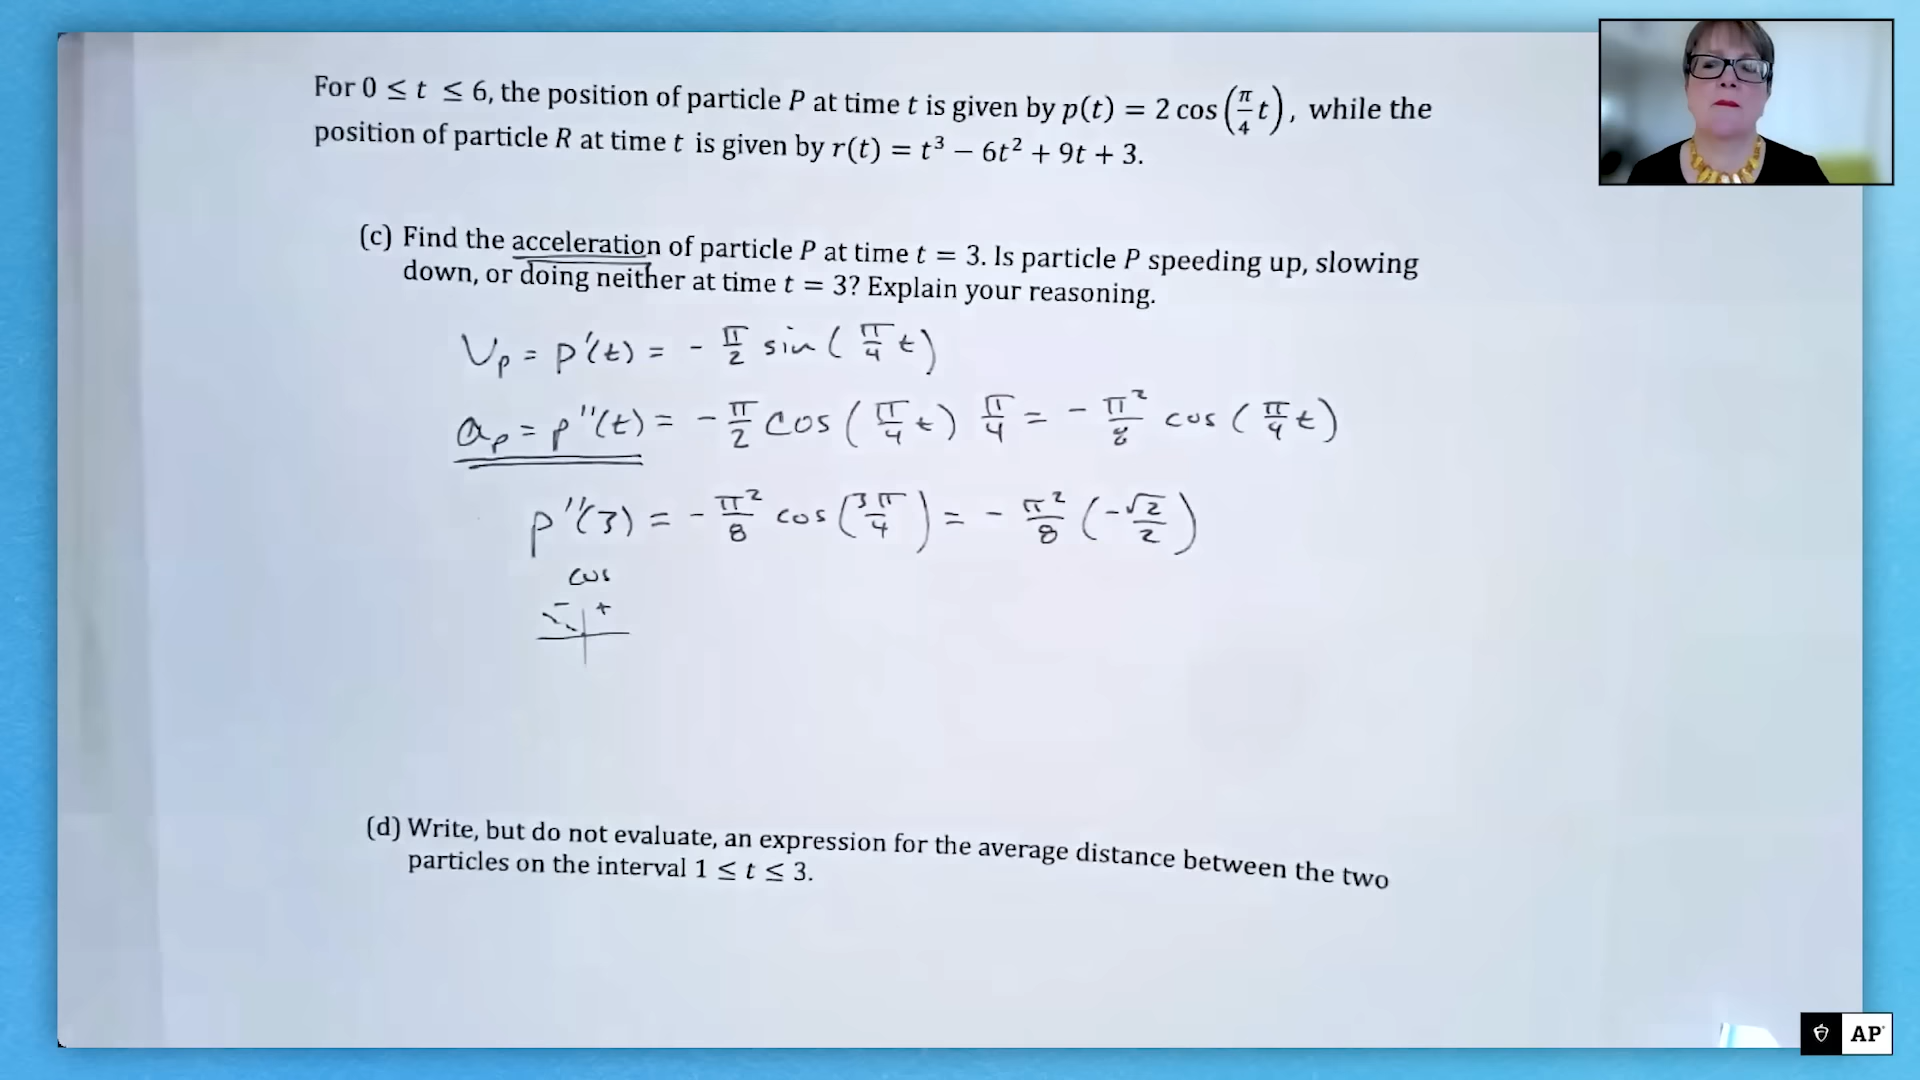 For 0 ≤ t ≤ 6, the position of particle P at time t is given by p(t) = 2 cos(π/4 t), while the
position of particle R at time t is given by r(t) = t³ − 6t² + 9t + 3.
(c) Find the acceleration of particle P at time t = 3. Is particle P speeding up, slowing
down, or doing neither at time t = 3? Explain your reasoning.
Vₚ = p'(t) = - π/2 sin(π/4 t)
aₚ = p''(t) = - π/2 cos(π/4 t) π/4 = - π²/8 cos(π/4 t)
p''(3) = - π²/8 cos(3π/4) = - π²/8 (-√2/2)
cos
- +
(d) Write, but do not evaluate, an expression for the average distance between the two
particles on the interval 1 ≤ t ≤ 3.
AP®